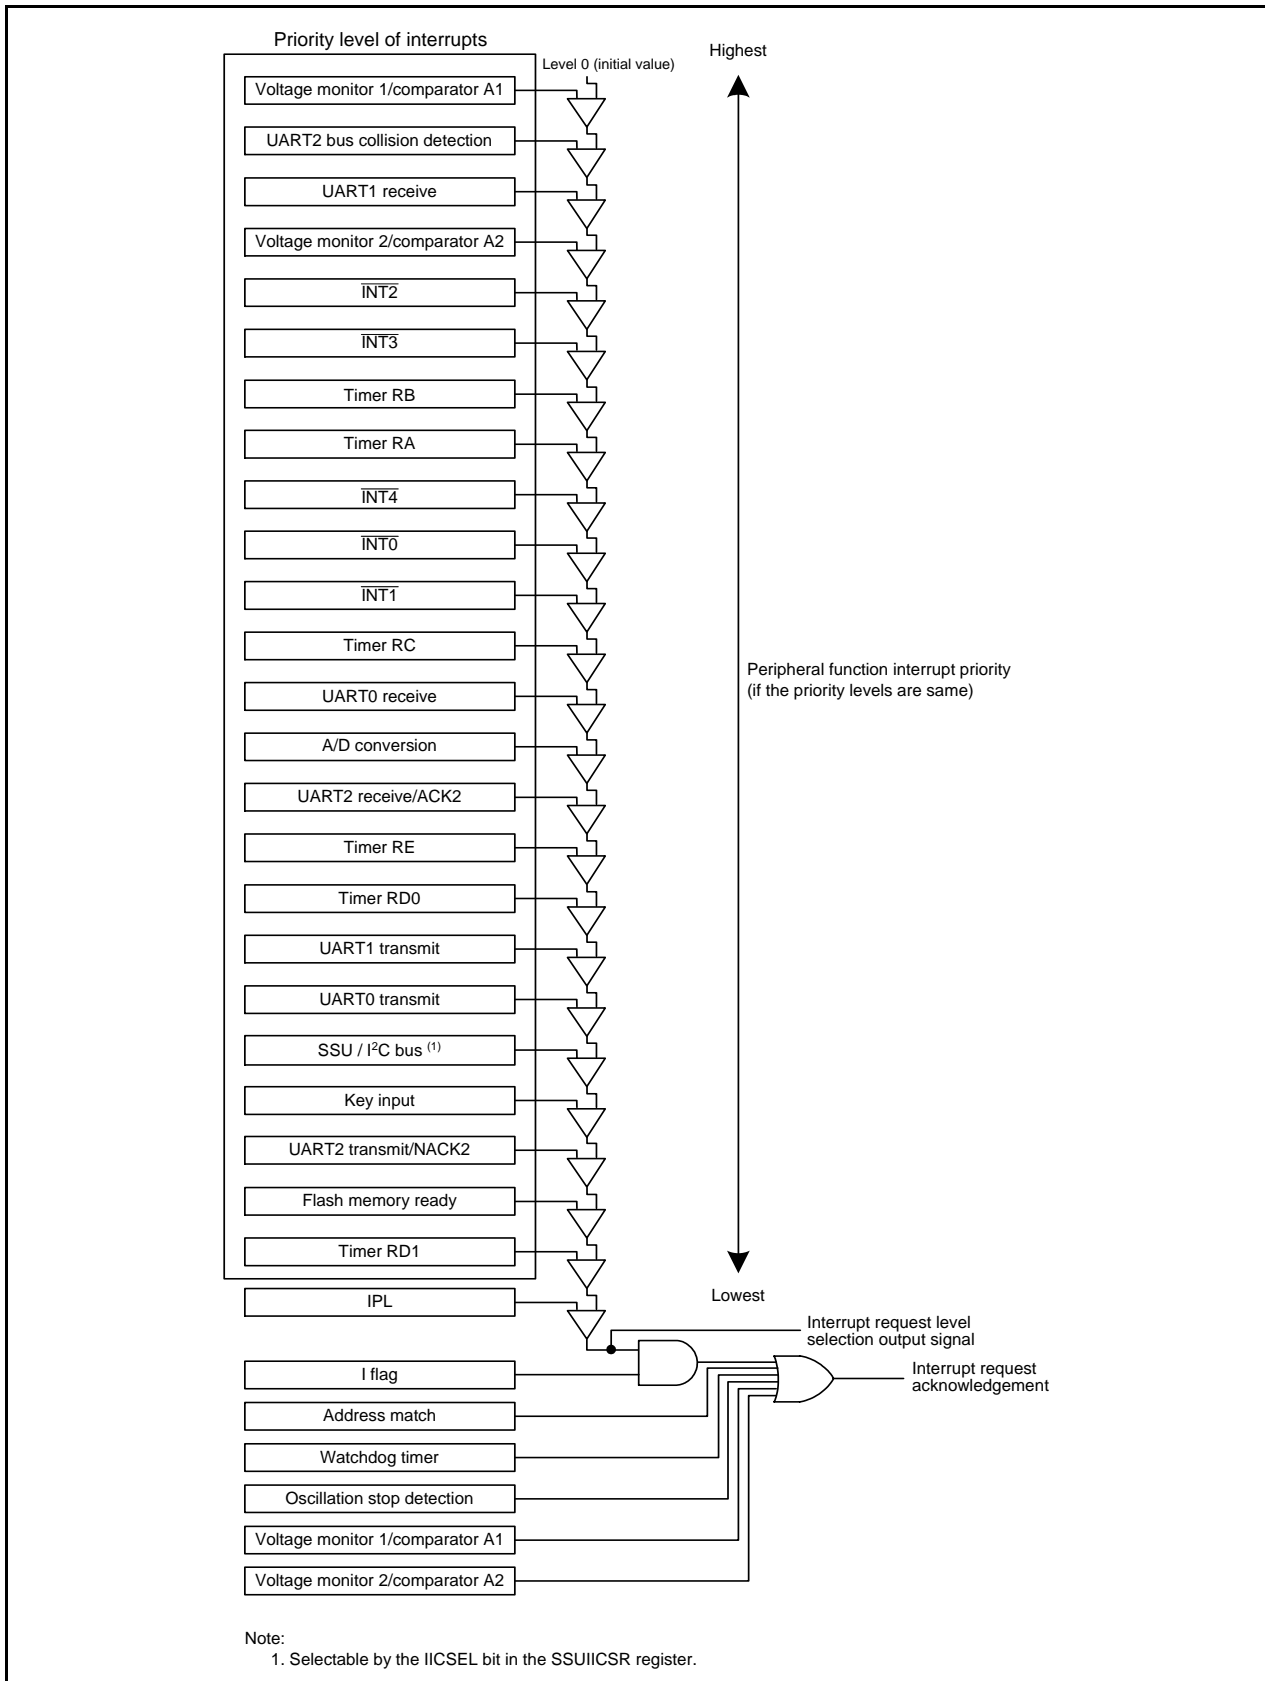 Priority level of interrupts
Highest
Level 0 (initial value)
Voltage monitor 1/comparator A1
UART2 bus collision detection
UART1 receive
Voltage monitor 2/comparator A2
INT2
INT3
Timer RB
Timer RA
INT4
INT0
INT1
Timer RC
Peripheral function interrupt priority
(if the priority levels are same)
UART0 receive
A/D conversion
UART2 receive/ACK2
Timer RE
Timer RD0
UART1 transmit
UART0 transmit
SSU / I²C bus (1)
Key input
UART2 transmit/NACK2
Flash memory ready
Timer RD1
Lowest
IPL
Interrupt request level
selection output signal
I flag
Interrupt request
acknowledgement
Address match
Watchdog timer
Oscillation stop detection
Voltage monitor 1/comparator A1
Voltage monitor 2/comparator A2
Note:
1. Selectable by the IICSEL bit in the SSUIICSR register.